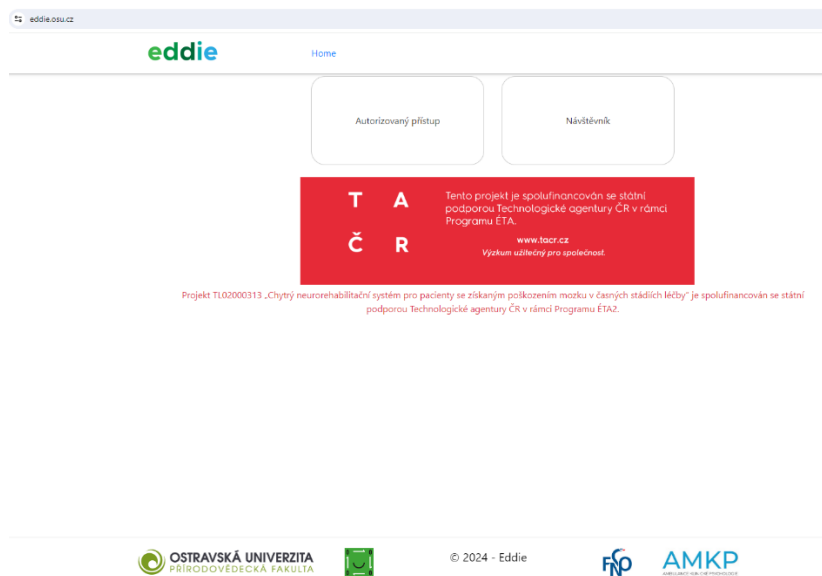 eddie.osu.cz
eddie
Home
Autorizovaný přístup
Návštěvník
T A
Č R
Tento projekt je spolufinancován se státní
podporou Technologické agentury ČR v rámci
Programu ÉTA.
www.tacr.cz
Výzkum užitečný pro společnost.
Projekt TL02000313 „Chytrý neurorehabilitační systém pro pacienty se získaným poškozením mozku v časných stádiích léčby" je spolufinancován se státní
podporou Technologické agentury ČR v rámci Programu ÉTA2.
OSTRAVSKÁ UNIVERZITA
PŘÍRODOVĚDECKÁ FAKULTA
© 2024 - Eddie
FNO
AMKP